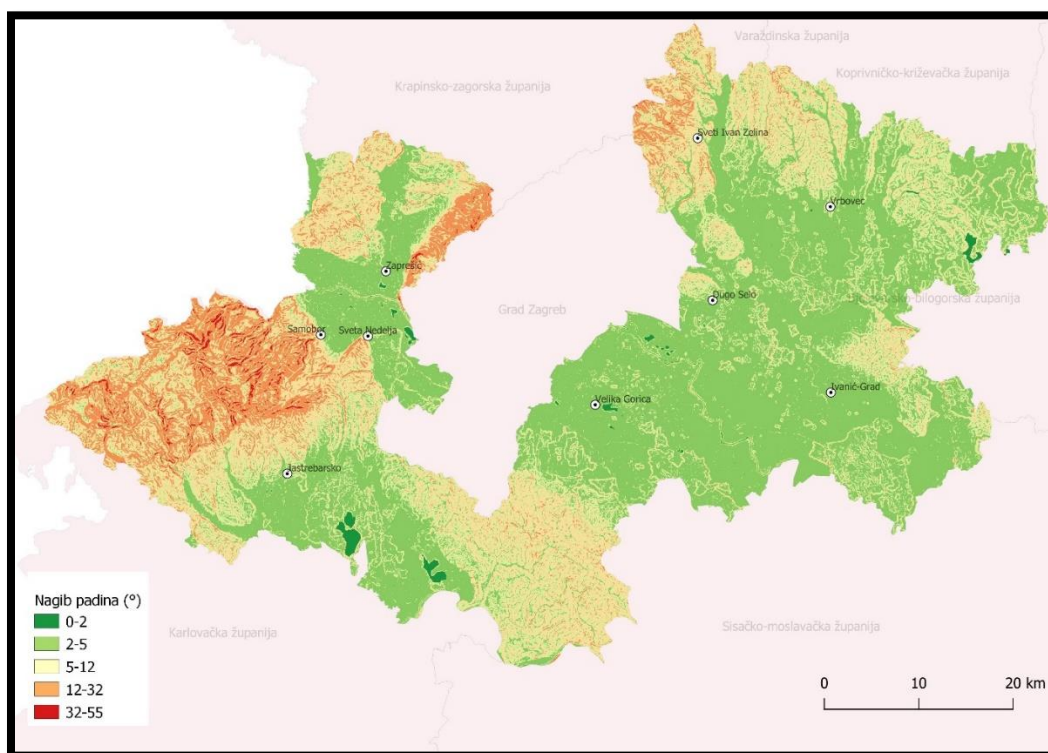 Varaždinska županija
Koprivničko-križevačka županija
Krapinsko-zagorska županija
Sveti Ivan Zelina
Vrbovec
Zaprešić
Dugo Selo
Grad Zagreb
Samobor
Sveta Nedelja
Ivanić-Grad
Velika Gorica
Jastrebarsko
Nagib padina (°)
0-2
2-5
5-12
12-32
32-55
Karlovačka županija
Sisačko-moslavačka županija
0 10 20 km